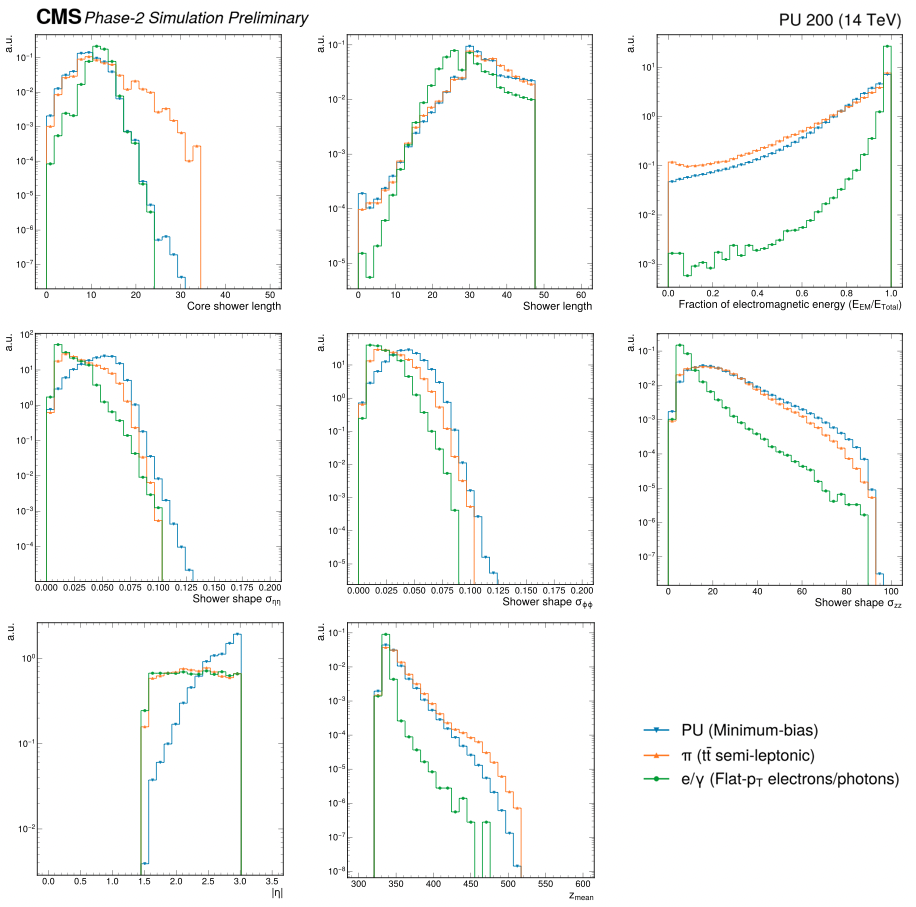 CMS Phase-2 Simulation Preliminary
PU 200 (14 TeV)
a.u.
10⁻¹
10⁻²
10⁻³
10⁻⁴
10⁻⁵
10⁻⁶
10⁻⁷
0 10 20 30 40 50
Core shower length
a.u.
10⁻¹
10⁻²
10⁻³
10⁻⁴
10⁻⁵
0 10 20 30 40 50 60
Shower length
a.u.
10¹
10⁰
10⁻¹
10⁻²
10⁻³
0.0 0.2 0.4 0.6 0.8 1.0
Fraction of electromagnetic energy (E_EM/E_Total)
a.u.
10²
10¹
10⁰
10⁻¹
10⁻²
10⁻³
10⁻⁴
0.000 0.025 0.050 0.075 0.100 0.125 0.150 0.175 0.200
Shower shape σ_ηη
a.u.
10²
10¹
10⁰
10⁻¹
10⁻²
10⁻³
10⁻⁴
10⁻⁵
0.000 0.025 0.050 0.075 0.100 0.125 0.150 0.175 0.200
Shower shape σ_ϕϕ
a.u.
10⁻¹
10⁻²
10⁻³
10⁻⁴
10⁻⁵
10⁻⁶
10⁻⁷
0 20 40 60 80 100
Shower shape σ_zz
a.u.
10⁰
10⁻¹
10⁻²
0.0 0.5 1.0 1.5 2.0 2.5 3.0 3.5
|η|
a.u.
10⁻¹
10⁻²
10⁻³
10⁻⁴
10⁻⁵
10⁻⁶
10⁻⁷
10⁻⁸
300 350 400 450 500 550 600
z_mean
PU (Minimum-bias)
π (tt̄ semi-leptonic)
e/γ (Flat-p_T electrons/photons)